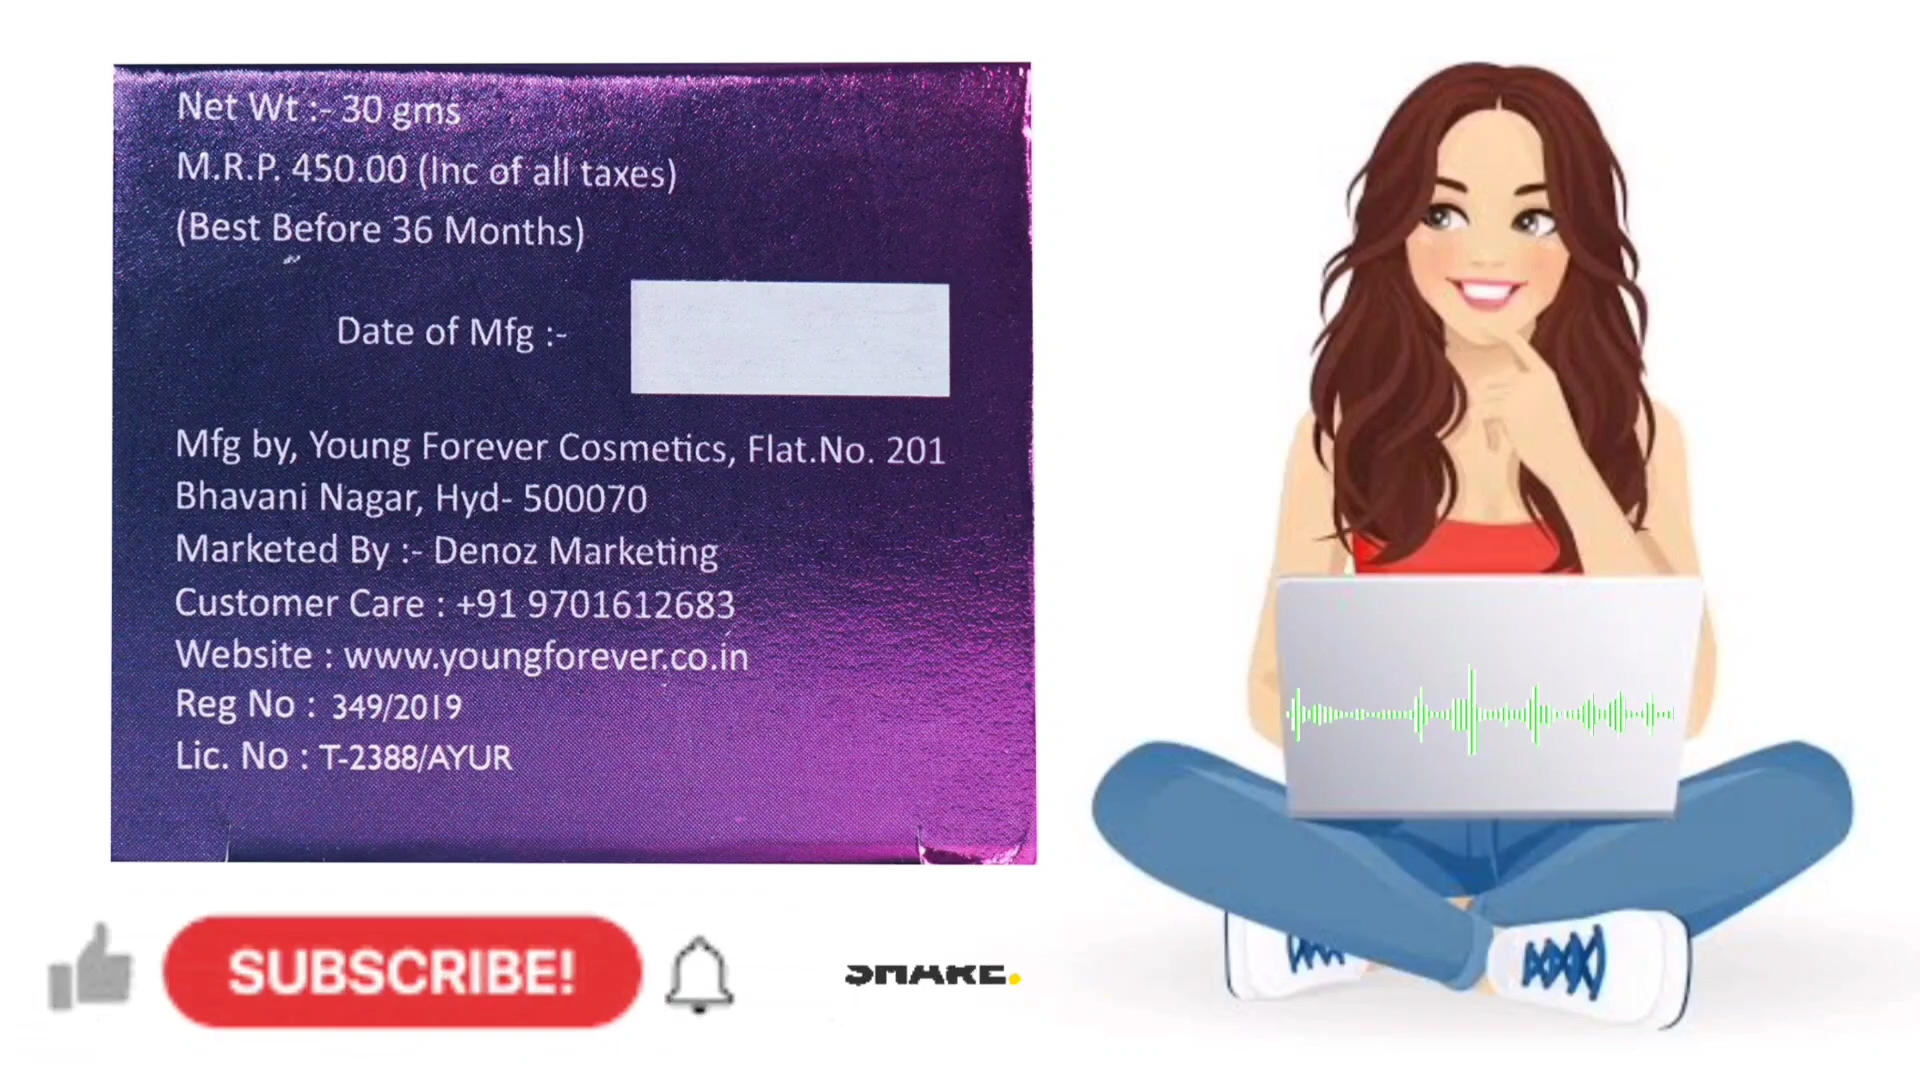 Net Wt :- 30 gms
M.R.P. 450.00 (Inc of all taxes)
(Best Before 36 Months)
Date of Mfg :-
Mfg by, Young Forever Cosmetics, Flat.No. 201
Bhavani Nagar, Hyd- 500070
Marketed By :- Denoz Marketing
Customer Care : +91 9701612683
Website : www.youngforever.co.in
Reg No : 349/2019
Lic. No : T-2388/AYUR
SUBSCRIBE!